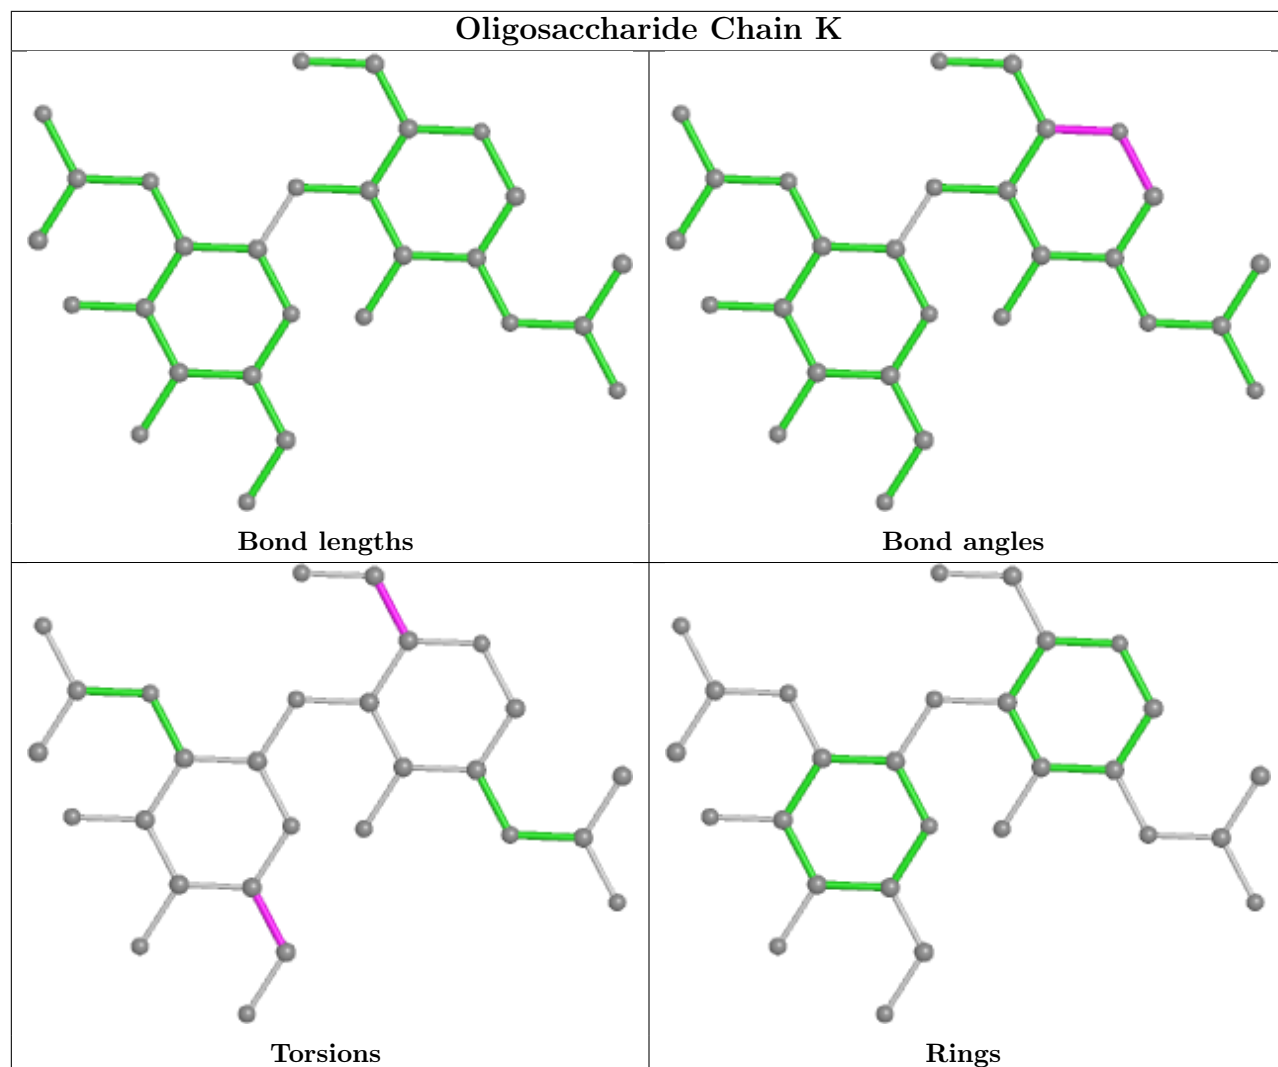 Oligosaccharide Chain K
Bond lengths
Bond angles
Torsions
Rings